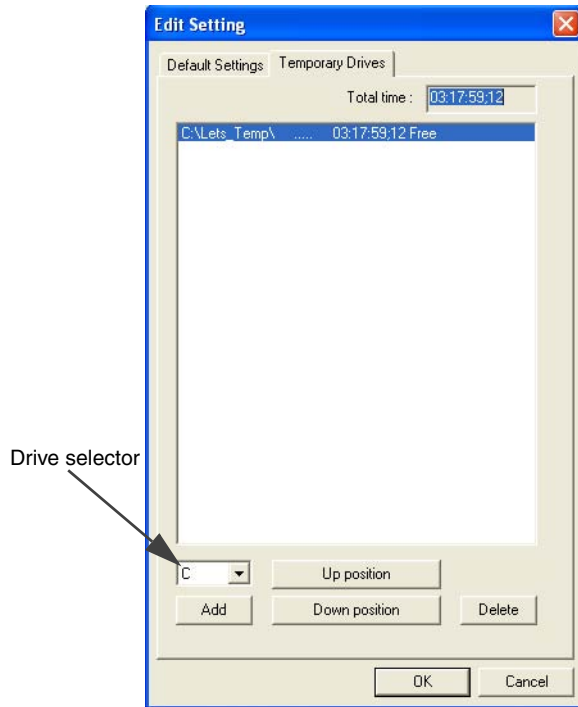 Edit Setting
Default Settings Temporary Drives
Total time : 03:17:59;12
C:\Lets_Temp\ ..... 03:17:59;12 Free
Drive selector
C Up position
Add Down position Delete
OK Cancel